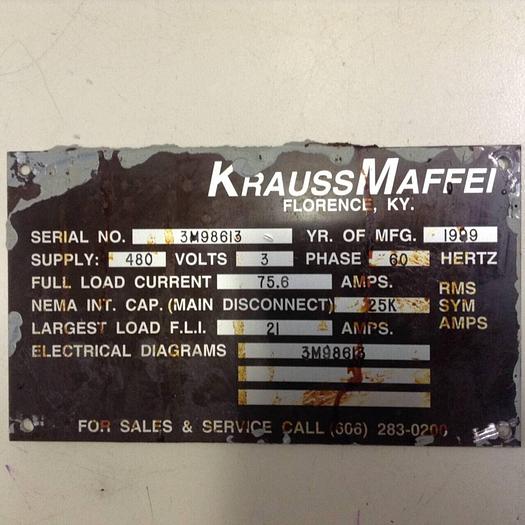 KRAUSSMAFFEI
FLORENCE, KY.
SERIAL NO. 3M98613 YR. OF MFG. 1989
SUPPLY: 480 VOLTS 3 PHASE 60 HERTZ
FULL LOAD CURRENT 75.6 AMPS.
NEMA INT. CAP. (MAIN DISCONNECT) 25K RMS SYM AMPS
LARGEST LOAD F.L.I. 21 AMPS.
ELECTRICAL DIAGRAMS 3M98613
FOR SALES & SERVICE CALL (606) 283-0200